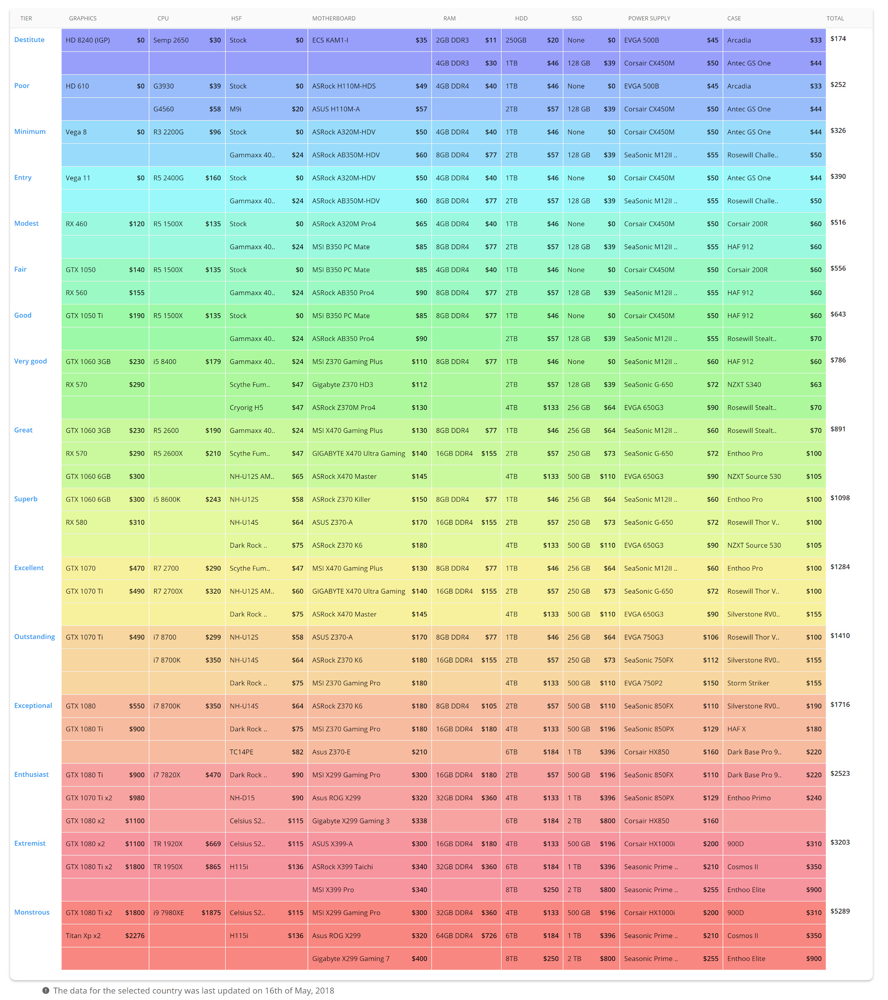 TIER GRAPHICS CPU HSF MOTHERBOARD RAM HDD SSD POWER SUPPLY CASE TOTAL
Destitute HD 8240 (IGP) $0 Semp 2650 $30 Stock $0 ECS KAM1-I $35 2GB DDR3 $11 250GB $20 None $0 EVGA 500B $45 Arcadia $33 $174
4GB DDR3 $30 1TB $46 128 GB $39 Corsair CX450M $50 Antec GS One $44
Poor HD 610 $0 G3930 $39 Stock $0 ASRock H110M-HDS $49 4GB DDR4 $40 1TB $46 None $0 EVGA 500B $45 Arcadia $33 $252
G4560 $58 M9i $20 ASUS H110M-A $57 2TB $57 128 GB $39 Corsair CX450M $50 Antec GS One $44
Minimum Vega 8 $0 R3 2200G $96 Stock $0 ASRock A320M-HDV $50 4GB DDR4 $40 1TB $46 None $0 Corsair CX450M $50 Antec GS One $44 $326
Gammaxx 40.. $24 ASRock AB350M-HDV $60 8GB DDR4 $77 2TB $57 128 GB $39 SeaSonic M12II .. $55 Rosewill Challe.. $50
Entry Vega 11 $0 R5 2400G $160 Stock $0 ASRock A320M-HDV $50 4GB DDR4 $40 1TB $46 None $0 Corsair CX450M $50 Antec GS One $44 $390
Gammaxx 40.. $24 ASRock AB350M-HDV $60 8GB DDR4 $77 2TB $57 128 GB $39 SeaSonic M12II .. $55 Rosewill Challe.. $50
Modest RX 460 $120 R5 1500X $135 Stock $0 ASRock A320M Pro4 $65 4GB DDR4 $40 1TB $46 None $0 Corsair CX450M $50 Corsair 200R $60 $516
Gammaxx 40.. $24 MSI B350 PC Mate $85 8GB DDR4 $77 2TB $57 128 GB $39 SeaSonic M12II .. $55 HAF 912 $60
Fair GTX 1050 $140 R5 1500X $135 Stock $0 MSI B350 PC Mate $85 4GB DDR4 $40 1TB $46 None $0 Corsair CX450M $50 Corsair 200R $60 $556
RX 560 $155 Gammaxx 40.. $24 ASRock AB350 Pro4 $90 8GB DDR4 $77 2TB $57 128 GB $39 SeaSonic M12II .. $55 HAF 912 $60
Good GTX 1050 Ti $190 R5 1500X $135 Stock $0 MSI B350 PC Mate $85 8GB DDR4 $77 1TB $46 None $0 Corsair CX450M $50 HAF 912 $60 $643
Gammaxx 40.. $24 ASRock AB350 Pro4 $90 2TB $57 128 GB $39 SeaSonic M12II .. $55 Rosewill Stealt.. $70
Very good GTX 1060 3GB $230 i5 8400 $179 Gammaxx 40.. $24 MSI Z370 Gaming Plus $110 8GB DDR4 $77 1TB $46 None $0 SeaSonic M12II .. $60 HAF 912 $60 $786
RX 570 $290 Scythe Fum.. $47 Gigabyte Z370 HD3 $112 2TB $57 128 GB $39 SeaSonic G-650 $72 NZXT S340 $63
Cryorig H5 $47 ASRock Z370M Pro4 $130 4TB $133 256 GB $64 EVGA 650G3 $90 Rosewill Stealt.. $70
Great GTX 1060 3GB $230 R5 2600 $190 Gammaxx 40.. $24 MSI X470 Gaming Plus $130 8GB DDR4 $77 1TB $46 256 GB $64 SeaSonic M12II .. $60 Rosewill Stealt.. $70 $891
RX 570 $290 R5 2600X $210 Scythe Fum.. $47 GIGABYTE X470 Ultra Gaming $140 16GB DDR4 $155 2TB $57 250 GB $73 SeaSonic G-650 $72 Enthoo Pro $100
GTX 1060 6GB $300 NH-U12S AM.. $65 ASRock X470 Master $145 4TB $133 500 GB $110 EVGA 650G3 $90 NZXT Source 530 $105
Superb GTX 1060 6GB $300 i5 8600K $243 NH-U12S $58 ASRock Z370 Killer $150 8GB DDR4 $77 1TB $46 256 GB $64 SeaSonic M12II .. $60 Enthoo Pro $100 $1098
RX 580 $310 NH-U14S $64 ASUS Z370-A $170 16GB DDR4 $155 2TB $57 250 GB $73 SeaSonic G-650 $72 Rosewill Thor V.. $100
Dark Rock .. $75 ASRock Z370 K6 $180 4TB $133 500 GB $110 EVGA 650G3 $90 NZXT Source 530 $105
Excellent GTX 1070 $470 R7 2700 $290 Scythe Fum.. $47 MSI X470 Gaming Plus $130 8GB DDR4 $77 1TB $46 256 GB $64 SeaSonic M12II .. $60 Enthoo Pro $100 $1284
GTX 1070 Ti $490 R7 2700X $320 NH-U12S AM.. $60 GIGABYTE X470 Ultra Gaming $140 16GB DDR4 $155 2TB $57 250 GB $73 SeaSonic G-650 $72 Rosewill Thor V.. $100
Dark Rock .. $75 ASRock X470 Master $145 4TB $133 500 GB $110 EVGA 650G3 $90 Silverstone RV0.. $155
Outstanding GTX 1070 Ti $490 i7 8700 $299 NH-U12S $58 ASUS Z370-A $170 8GB DDR4 $77 1TB $46 256 GB $64 EVGA 750G3 $106 Rosewill Thor V.. $100 $1410
i7 8700K $350 NH-U14S $64 ASRock Z370 K6 $180 16GB DDR4 $155 2TB $57 250 GB $73 SeaSonic 750FX $112 Silverstone RV0.. $155
Dark Rock .. $75 MSI Z370 Gaming Pro $180 4TB $133 500 GB $110 EVGA 750P2 $150 Storm Striker $155
Exceptional GTX 1080 $550 i7 8700K $350 NH-U14S $64 ASRock Z370 K6 $180 8GB DDR4 $105 2TB $57 500 GB $110 SeaSonic 850FX $110 Silverstone RV0.. $190 $1716
GTX 1080 Ti $900 Dark Rock .. $75 MSI Z370 Gaming Pro $180 16GB DDR4 $180 4TB $133 500 GB $196 SeaSonic 850PX $129 HAF X $180
TC14PE $82 Asus Z370-E $210 6TB $184 1 TB $396 Corsair HX850 $160 Dark Base Pro 9.. $220
Enthusiast GTX 1080 Ti $900 i7 7820X $470 Dark Rock .. $90 MSI X299 Gaming Pro $300 16GB DDR4 $180 2TB $57 500 GB $196 SeaSonic 850FX $110 Dark Base Pro 9.. $220 $2523
GTX 1070 Ti x2 $980 NH-D15 $90 Asus ROG X299 $320 32GB DDR4 $360 4TB $133 1 TB $396 SeaSonic 850PX $129 Enthoo Primo $240
GTX 1080 x2 $1100 Celsius S2.. $115 Gigabyte X299 Gaming 3 $338 6TB $184 2 TB $800 Corsair HX850 $160
Extremist GTX 1080 x2 $1100 TR 1920X $669 Celsius S2.. $115 ASUS X399-A $300 16GB DDR4 $180 4TB $133 500 GB $196 Corsair HX1000i $200 900D $310 $3203
GTX 1080 Ti x2 $1800 TR 1950X $865 H115i $136 ASRock X399 Taichi $340 32GB DDR4 $360 6TB $184 1 TB $396 Seasonic Prime .. $210 Cosmos II $350
MSI X399 Pro $340 8TB $250 2 TB $800 Seasonic Prime .. $255 Enthoo Elite $900
Monstrous GTX 1080 Ti x2 $1800 i9 7980XE $1875 Celsius S2.. $115 MSI X299 Gaming Pro $300 32GB DDR4 $360 4TB $133 500 GB $196 Corsair HX1000i $200 900D $310 $5289
Titan Xp x2 $2276 H115i $136 Asus ROG X299 $320 64GB DDR4 $726 6TB $184 1 TB $396 Seasonic Prime .. $210 Cosmos II $350
Gigabyte X299 Gaming 7 $400 8TB $250 2 TB $800 Seasonic Prime .. $255 Enthoo Elite $900
The data for the selected country was last updated on 16th of May, 2018